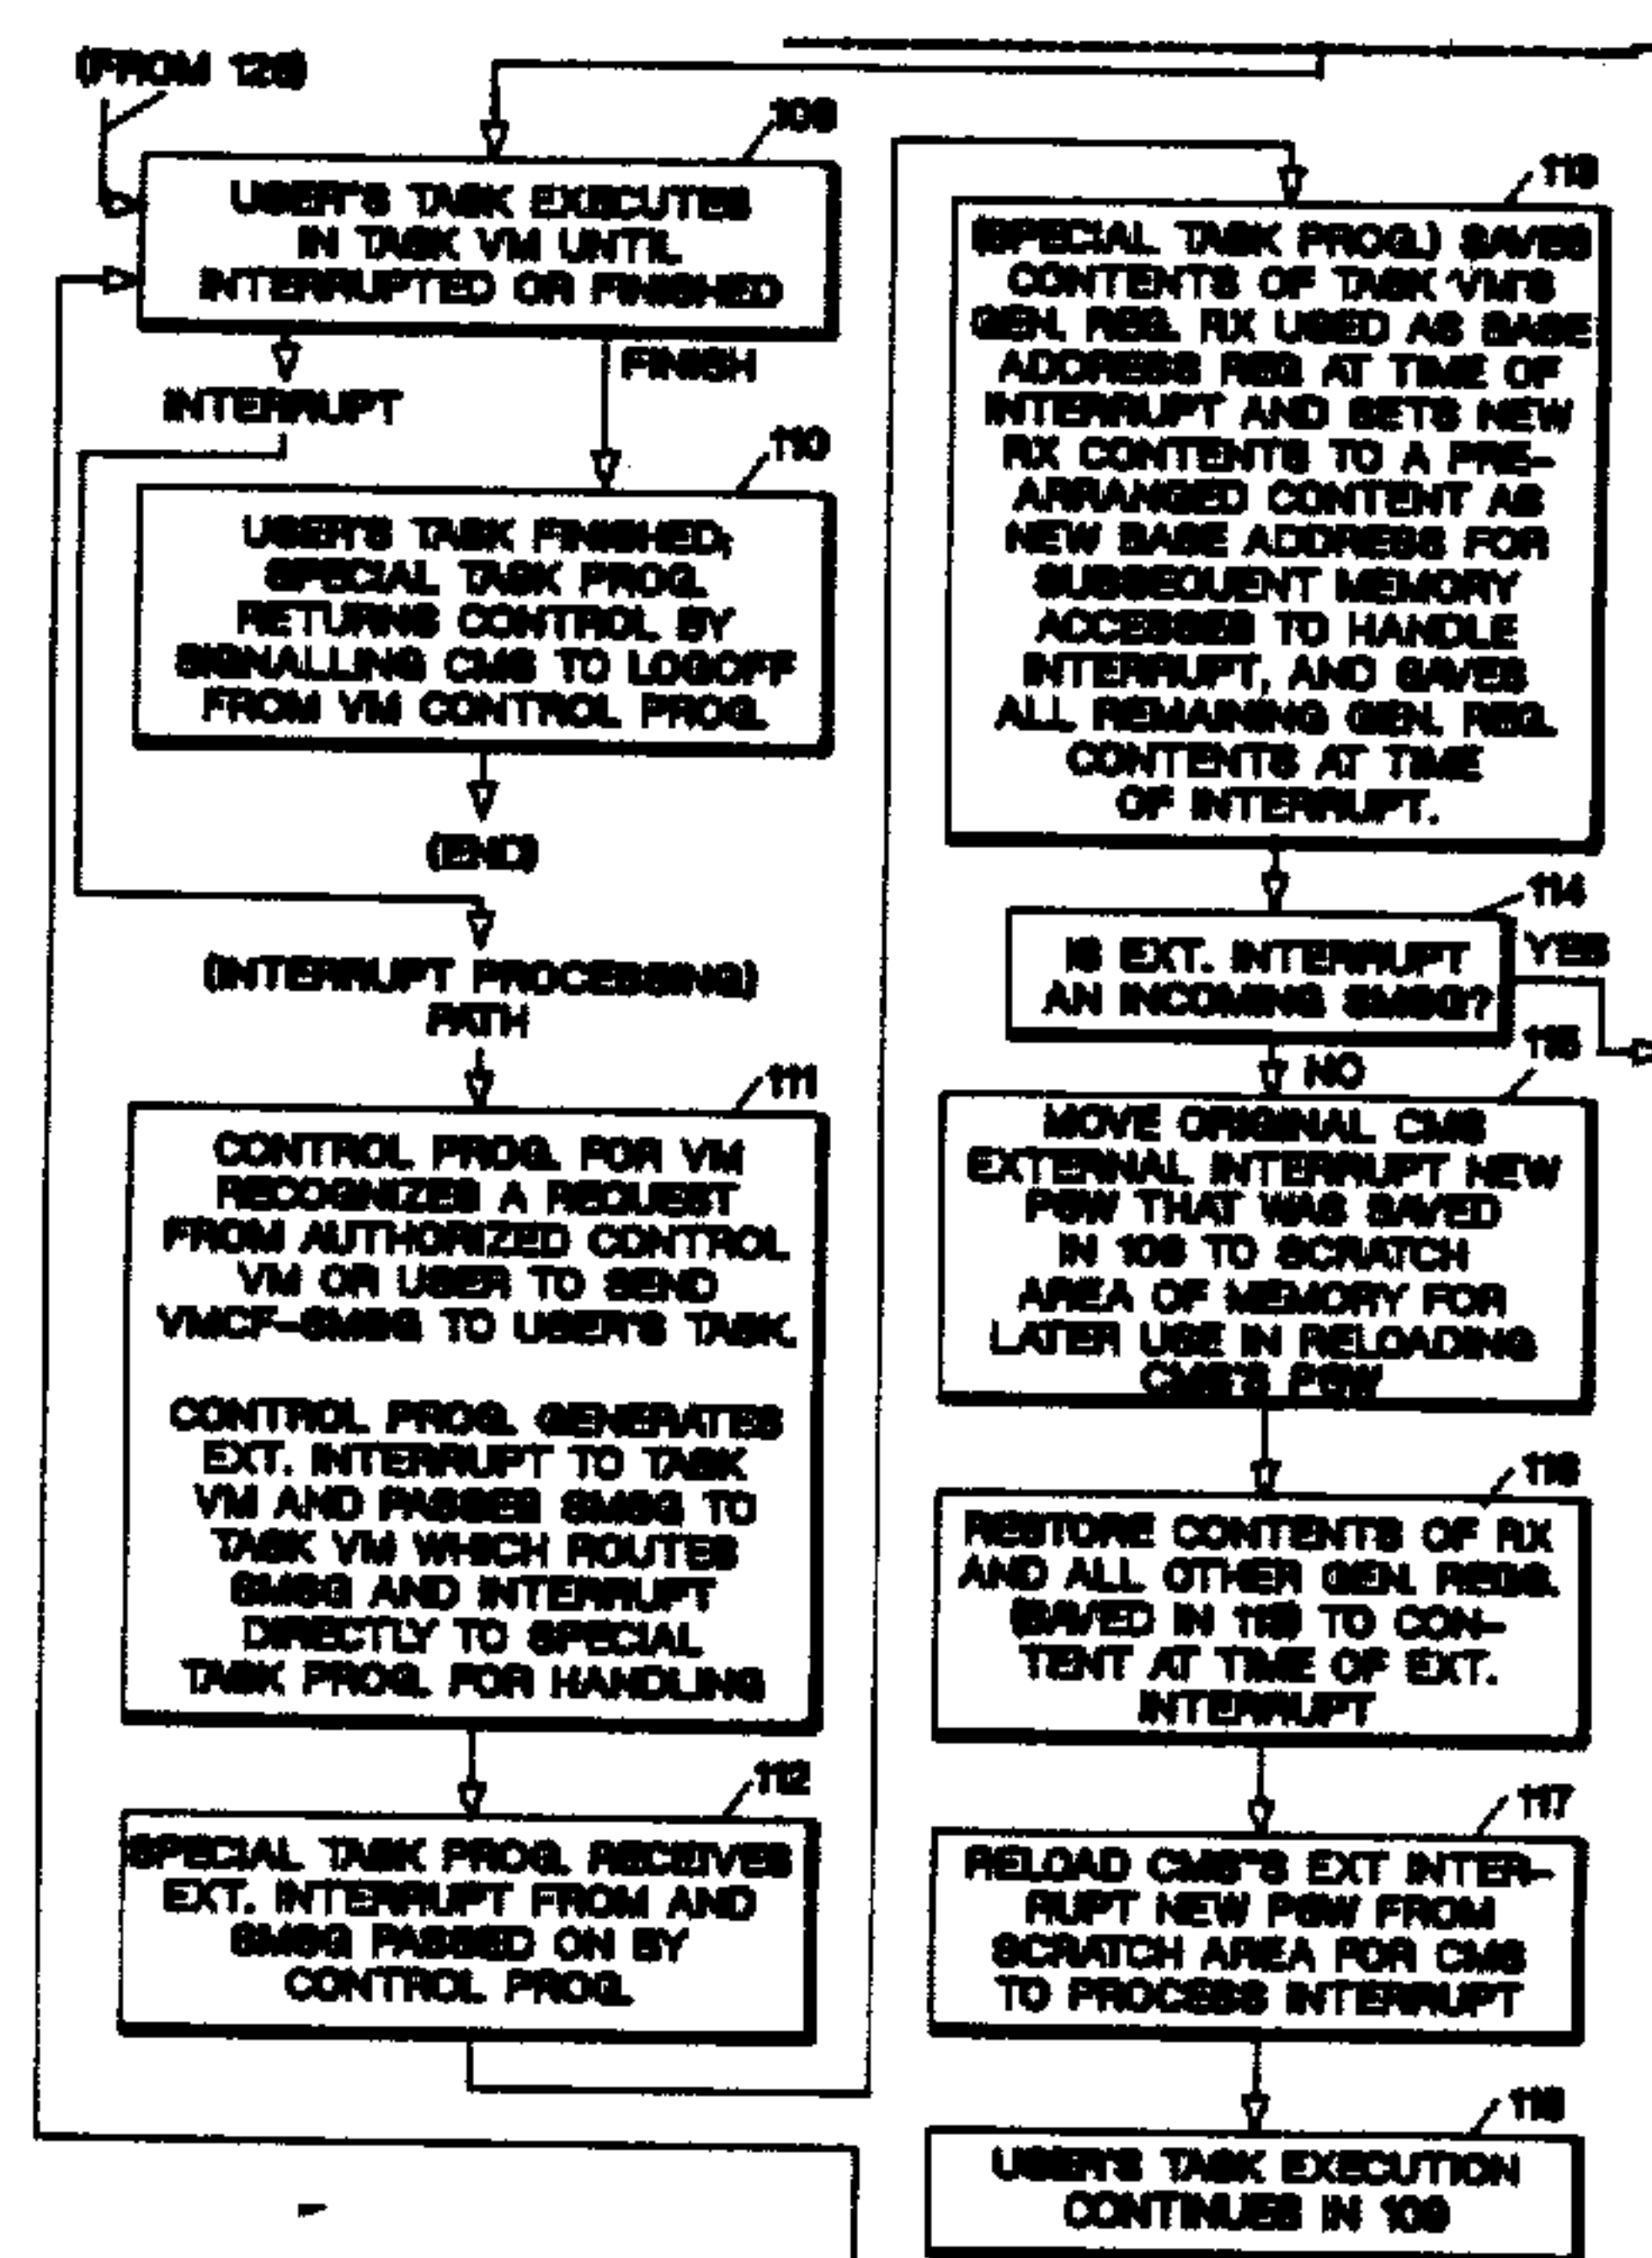 (FROM 126)
109
USER'S TASK EXECUTES
IN TASK VM UNTIL
INTERRUPTED OR FINISHED
INTERRUPT
FINISH
110
USER'S TASK FINISHED;
SPECIAL TASK PROG.
RETURNS CONTROL BY
SIGNALLING CMS TO LOGOFF
FROM VM CONTROL PROG.
(END)
(INTERRUPT PROCESSING)
PATH
111
CONTROL PROG. FOR VM
RECOGNIZES A REQUEST
FROM AUTHORIZED CONTROL
VM OR USER TO SEND
VMCF-SMSG TO USER'S TASK.
CONTROL PROG. GENERATES
EXT. INTERRUPT TO TASK
VM AND PASSES SMSG TO
TASK VM WHICH ROUTES
SMSG AND INTERRUPT
DIRECTLY TO SPECIAL
TASK PROG. FOR HANDLING
112
SPECIAL TASK PROG. RECEIVES
EXT. INTERRUPT FROM AND
SMSG PASSED ON BY
CONTROL PROG.
113
(SPECIAL TASK PROG.) SAVES
CONTENTS OF TASK VM'S
GEN. REG. RX USED AS BASE
ADDRESS REG AT TIME OF
INTERRUPT AND SETS NEW
RX CONTENTS TO A PRE-
ARRANGED CONTENT AS
NEW BASE ADDRESS FOR
SUBSEQUENT MEMORY
ACCESSES TO HANDLE
INTERRUPT, AND SAVES
ALL REMAINING GEN. REG.
CONTENTS AT TIME
OF INTERRUPT.
114
IS EXT. INTERRUPT
AN INCOMING SMSG?
YES
NO
115
MOVE ORIGINAL CMS
EXTERNAL INTERRUPT NEW
PSW THAT WAS SAVED
IN TO SCRATCH
AREA OF MEMORY FOR
LATER USE IN RELOADING
CMS'S PSW
116
RESTORE CONTENTS OF RX
AND ALL OTHER GEN. REGS.
SAVED IN 113 TO CON-
TENT AT TIME OF EXT.
INTERRUPT
117
RELOAD CMS'S EXT INTER-
RUPT NEW PSW FROM
SCRATCH AREA FOR CMS
TO PROCESS INTERRUPT
118
USER'S TASK EXECUTION
CONTINUES IN 109